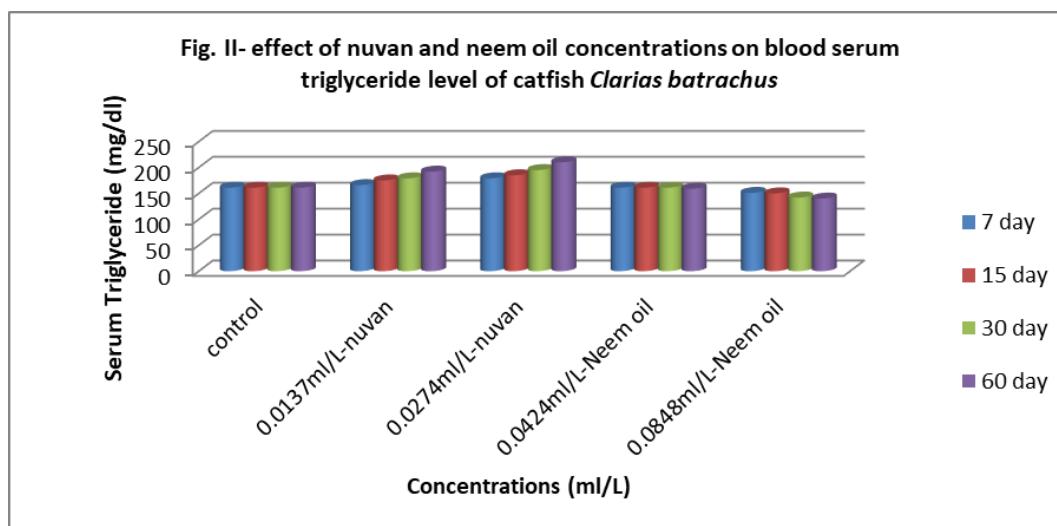 Fig. II- effect of nuvan and neem oil concentrations on blood serum
triglyceride level of catfish Clarias batrachus
Serum Triglyceride (mg/dl)
250
200
150
100
50
0
control
0.0137ml/L-nuvan
0.0274ml/L-nuvan
0.0424ml/L-Neem oil
0.0848ml/L-Neem oil
Concentrations (ml/L)
7 day
15 day
30 day
60 day